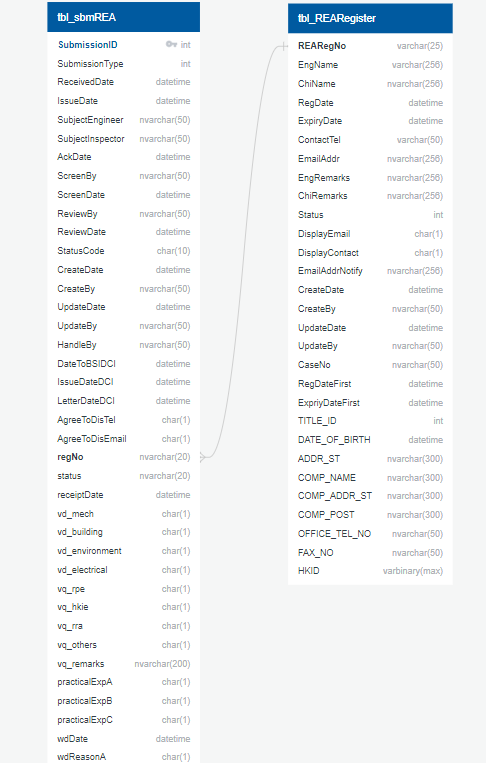 tbl_sbmREA
SubmissionID int
SubmissionType int
ReceivedDate datetime
IssueDate datetime
SubjectEngineer nvarchar(50)
SubjectInspector nvarchar(50)
AckDate datetime
ScreenBy nvarchar(50)
ScreenDate datetime
ReviewBy nvarchar(50)
ReviewDate datetime
StatusCode char(10)
CreateDate datetime
CreateBy nvarchar(50)
UpdateDate datetime
UpdateBy nvarchar(50)
HandleBy nvarchar(50)
DateToBSIDCI datetime
IssueDateDCI datetime
LetterDateDCI datetime
AgreeToDisTel char(1)
AgreeToDisEmail char(1)
regNo nvarchar(20)
status nvarchar(20)
receiptDate datetime
vd_mech char(1)
vd_building char(1)
vd_environment char(1)
vd_electrical char(1)
vq_rpe char(1)
vq_hkie char(1)
vq_rra char(1)
vq_others char(1)
vq_remarks nvarchar(200)
practicalExpA char(1)
practicalExpB char(1)
practicalExpC char(1)
wdDate datetime
wdReasonA char(1)
tbl_REARegister
REARegNo varchar(25)
EngName varchar(256)
ChiName nvarchar(256)
RegDate datetime
ExpiryDate datetime
ContactTel varchar(50)
EmailAddr nvarchar(256)
EngRemarks nvarchar(256)
ChiRemarks nvarchar(256)
Status int
DisplayEmail char(1)
DisplayContact char(1)
EmailAddrNotify nvarchar(256)
CreateDate datetime
CreateBy nvarchar(50)
UpdateDate datetime
UpdateBy nvarchar(50)
CaseNo nvarchar(50)
RegDateFirst datetime
ExpriyDateFirst datetime
TITLE_ID int
DATE_OF_BIRTH datetime
ADDR_ST nvarchar(300)
COMP_NAME nvarchar(300)
COMP_ADDR_ST nvarchar(300)
COMP_POST nvarchar(300)
OFFICE_TEL_NO nvarchar(50)
FAX_NO nvarchar(50)
HKID varbinary(max)